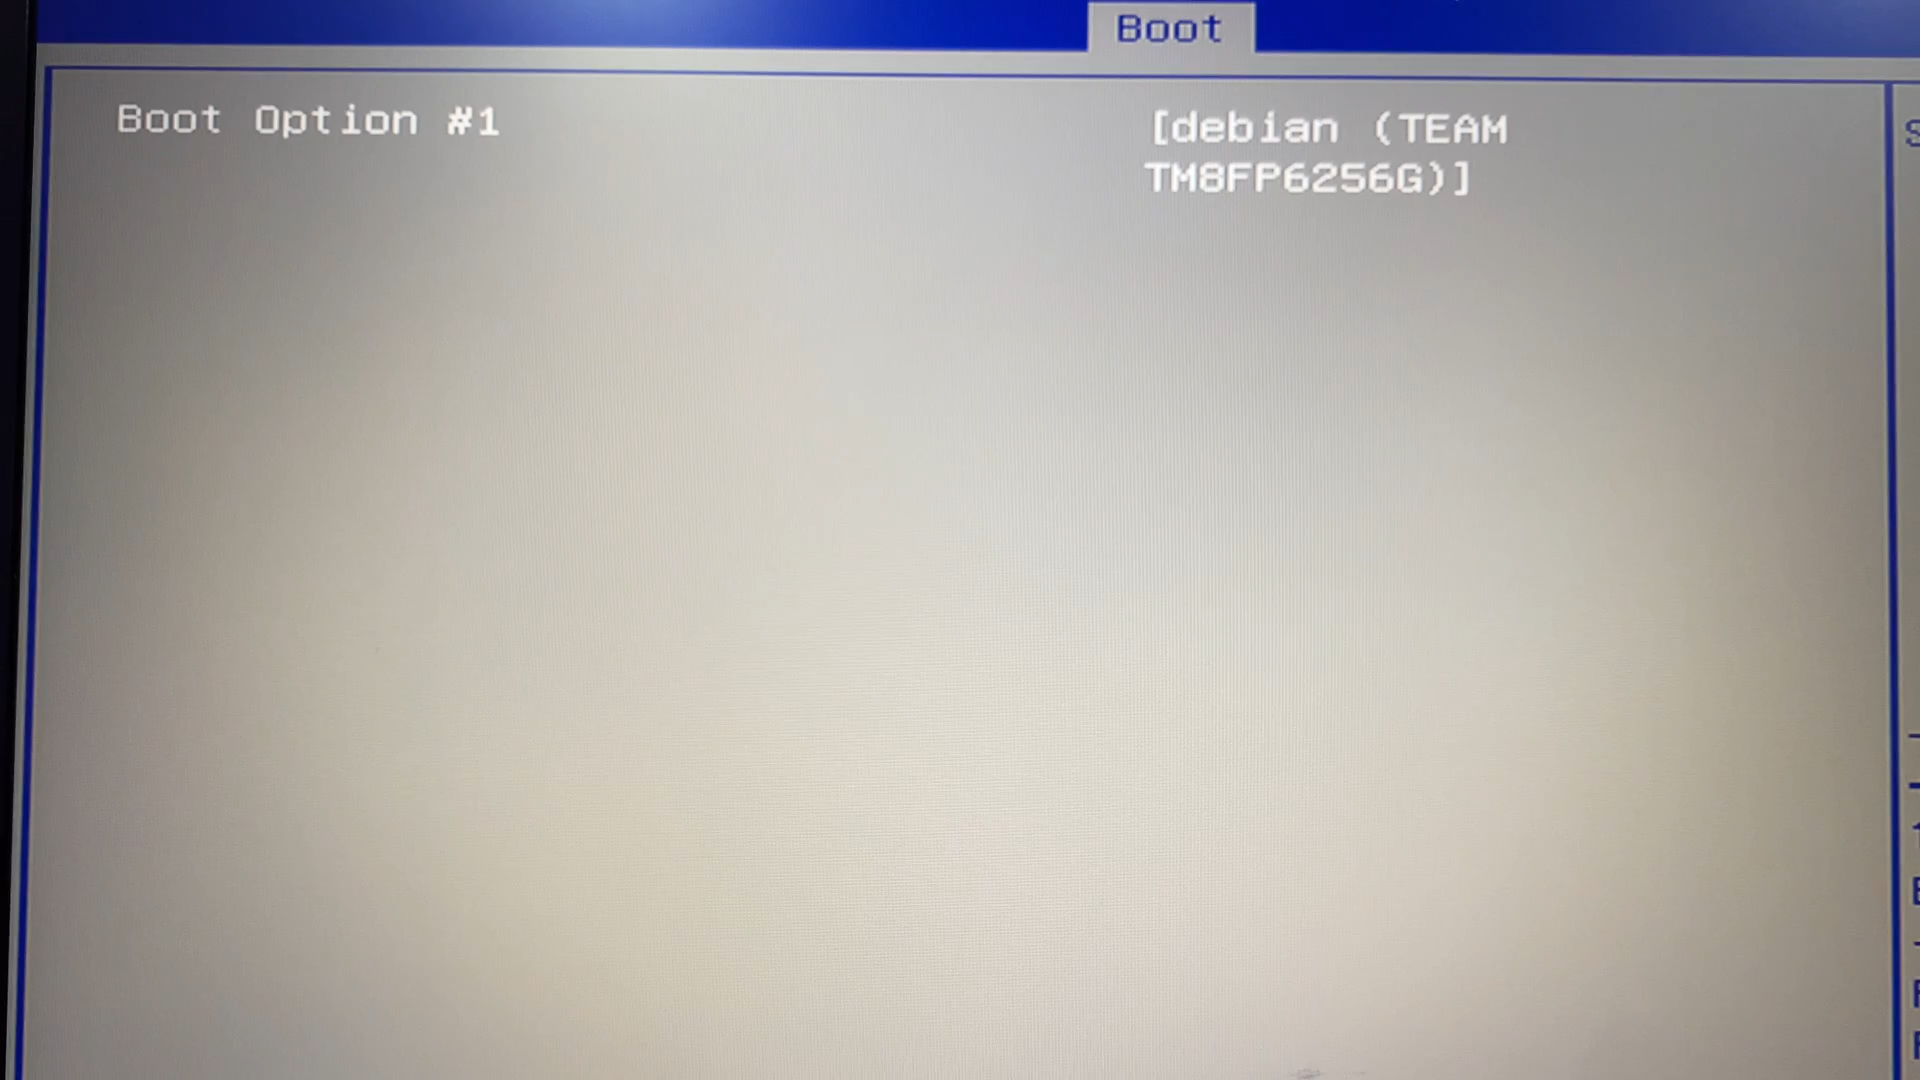 Boot
Boot Option #1
[debian (TEAM
TM8FP6256G)]